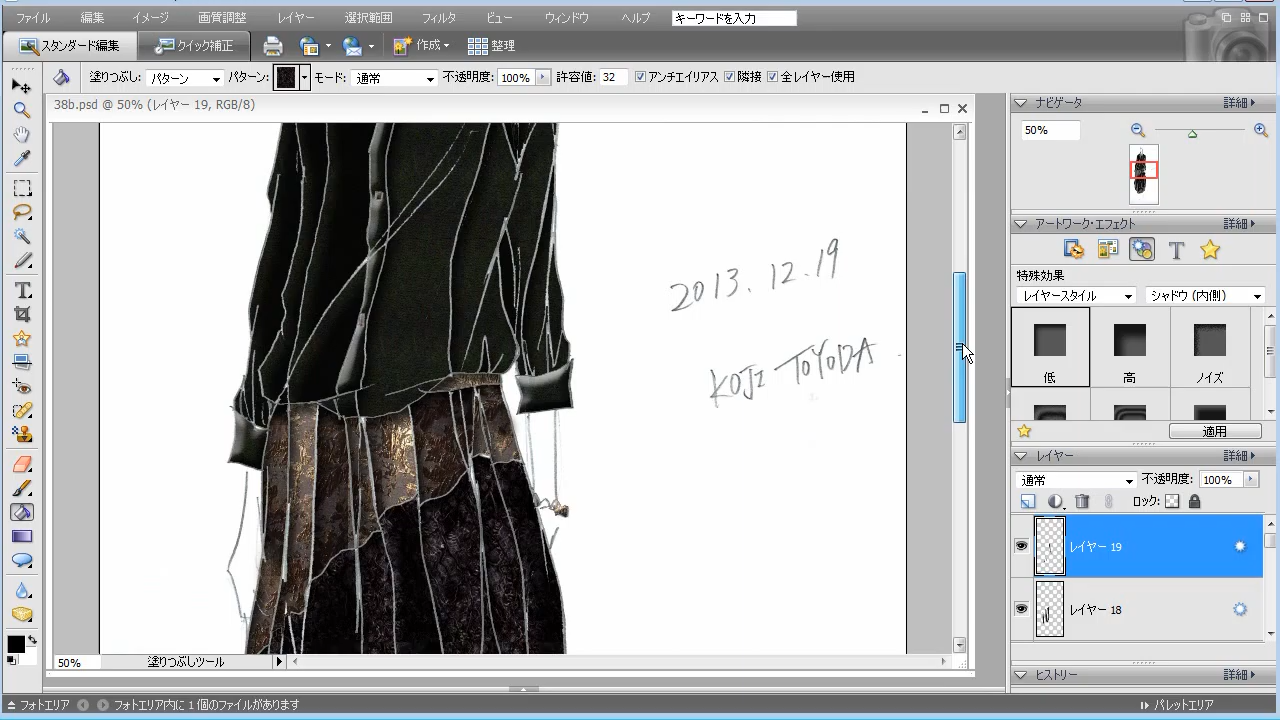 ファイル 編集 イメージ 画質調整 レイヤー 選択範囲 フィルタ ビュー ウィンドウ ヘルプ キーワードを入力
スタンダード編集 クイック補正 作成 整理
塗りつぶし: パターン パターン: モード: 通常 不透明度: 100% 許容値: 32 アンチエイリアス 隣接 全レイヤー使用
38b.psd @ 50% (レイヤー 19, RGB/8)
2013.12.19
KOJI TOYODA
50% 塗りつぶしツール
ナビゲータ 詳細
50%
アートワーク・エフェクト 詳細
特殊効果
レイヤースタイル シャドウ (内側)
低 高 ノイズ
適用
レイヤー 詳細
通常 不透明度: 100%
ロック:
レイヤー 19
レイヤー 18
ヒストリー 詳細
フォトエリア フォトエリア内に 1 個のファイルがあります パレットエリア